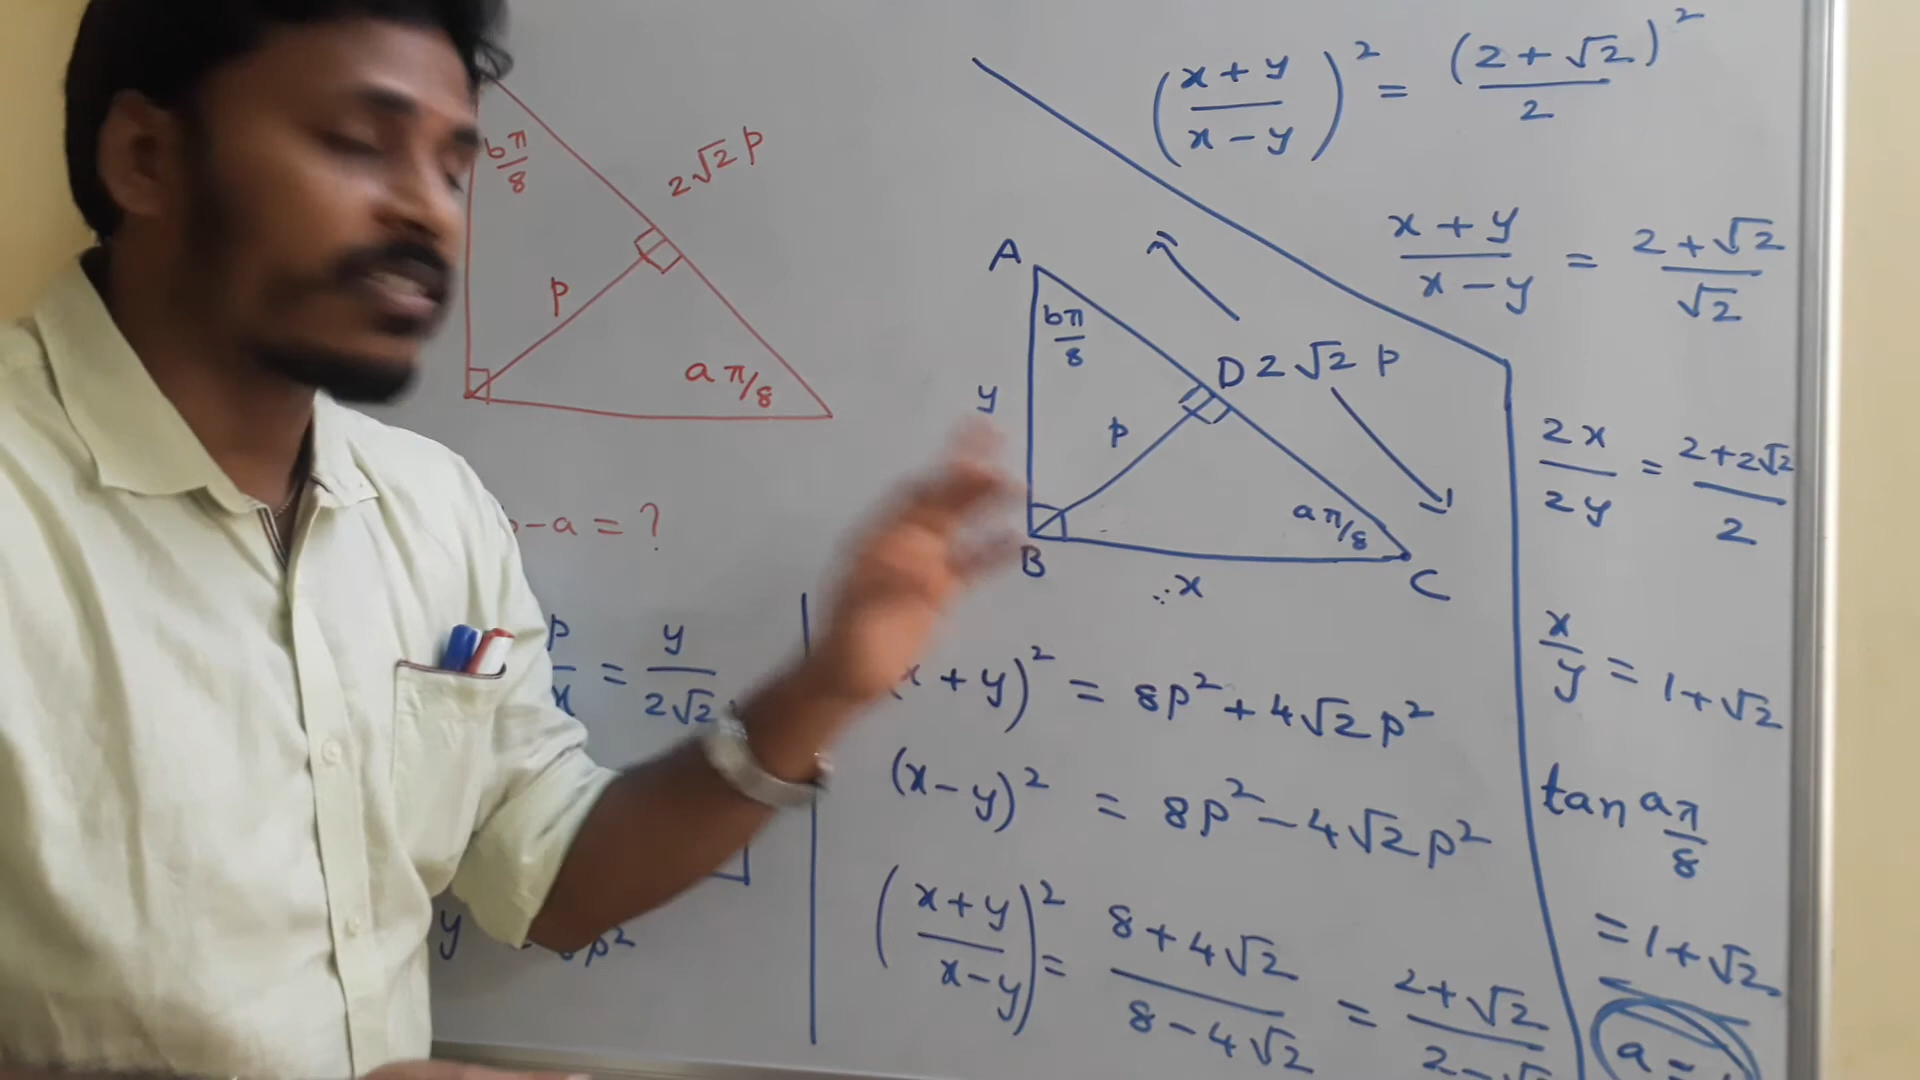 bπ/8
2√2 p
p
aπ/8
-a = ?
p/x = y/2√2
y
p²
A
bπ/8
y
D 2√2 p
p
aπ/8
B
x
C
x + y)² = 8p² + 4√2 p²
(x - y)² = 8p² - 4√2 p²
((x+y)/(x-y))² = (8 + 4√2)/(8 - 4√2) = (2 + √2)/(2 - √
((x + y)/(x - y))² = (2 + √2)²/2
(x + y)/(x - y) = (2 + √2)/√2
2x/2y = (2 + 2√2)/2
x/y = 1 + √2
tan aπ/8
= 1 + √2
a =